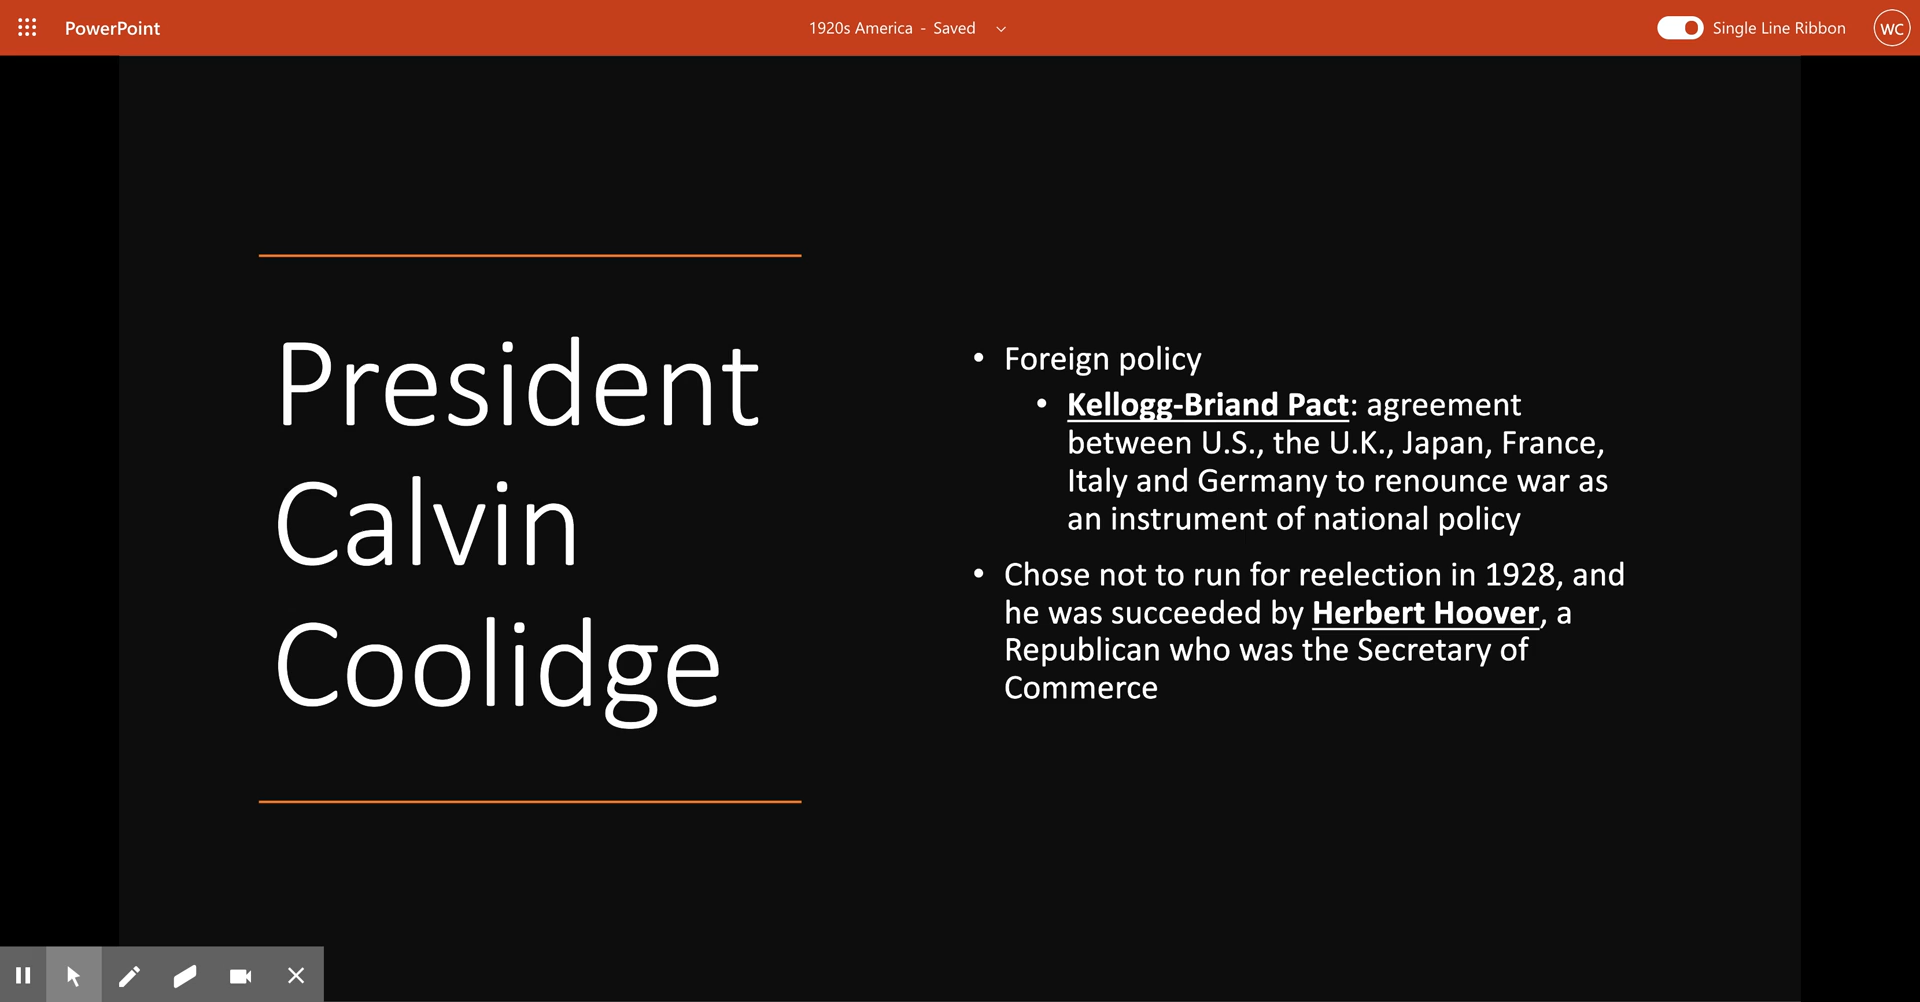 PowerPoint
1920s America - Saved
Single Line Ribbon
WC
President
Calvin
Coolidge
• Foreign policy
• Kellogg-Briand Pact: agreement
between U.S., the U.K., Japan, France,
Italy and Germany to renounce war as
an instrument of national policy
• Chose not to run for reelection in 1928, and
he was succeeded by Herbert Hoover, a
Republican who was the Secretary of
Commerce